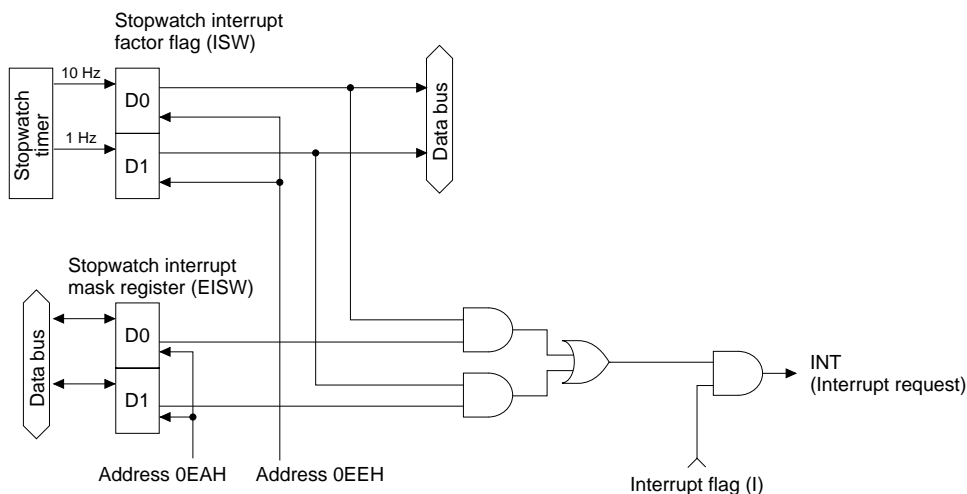 Stopwatch interrupt
factor flag (ISW)
Stopwatch
timer
10 Hz
D0
1 Hz
D1
Data bus
Stopwatch interrupt
mask register (EISW)
Data bus
D0
D1
INT
(Interrupt request)
Address 0EAH
Address 0EEH
Interrupt flag (I)